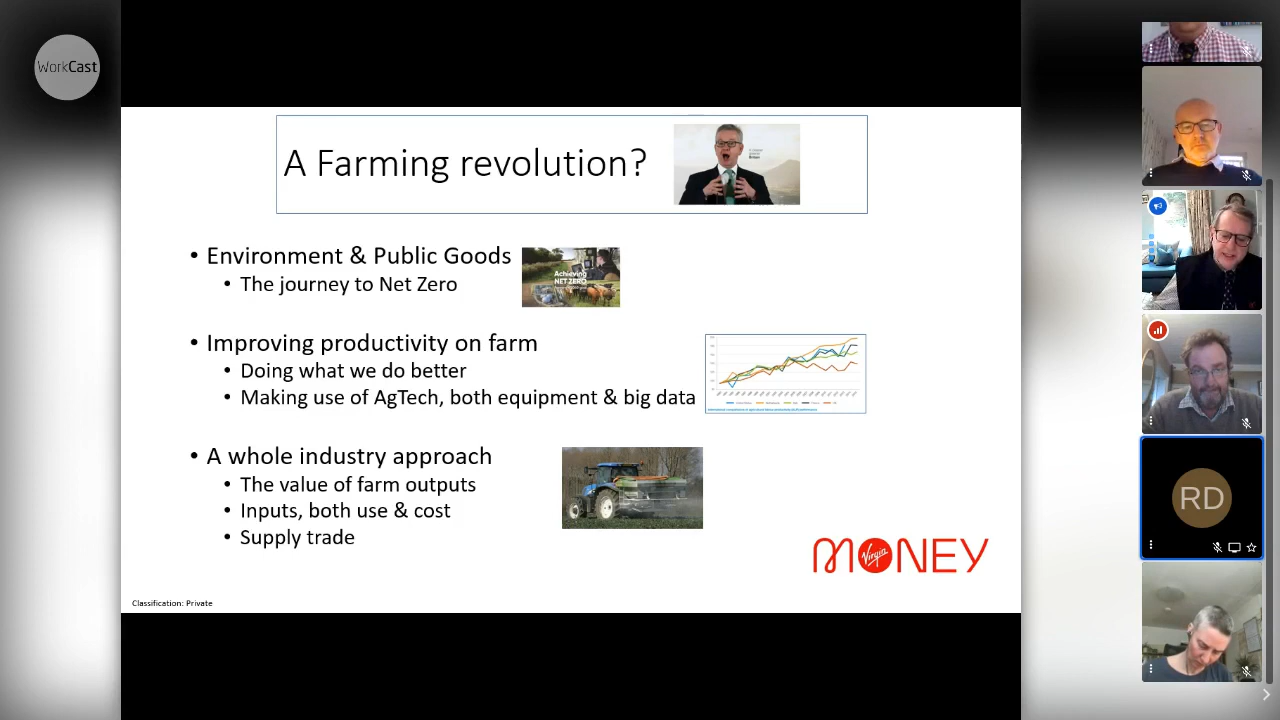 WorkCast
A Farming revolution?
• Environment & Public Goods
• The journey to Net Zero
Achieving
NET ZERO
• Improving productivity on farm
• Doing what we do better
• Making use of AgTech, both equipment & big data
• A whole industry approach
• The value of farm outputs
• Inputs, both use & cost
• Supply trade
Virgin
MONEY
Classification: Private
RD